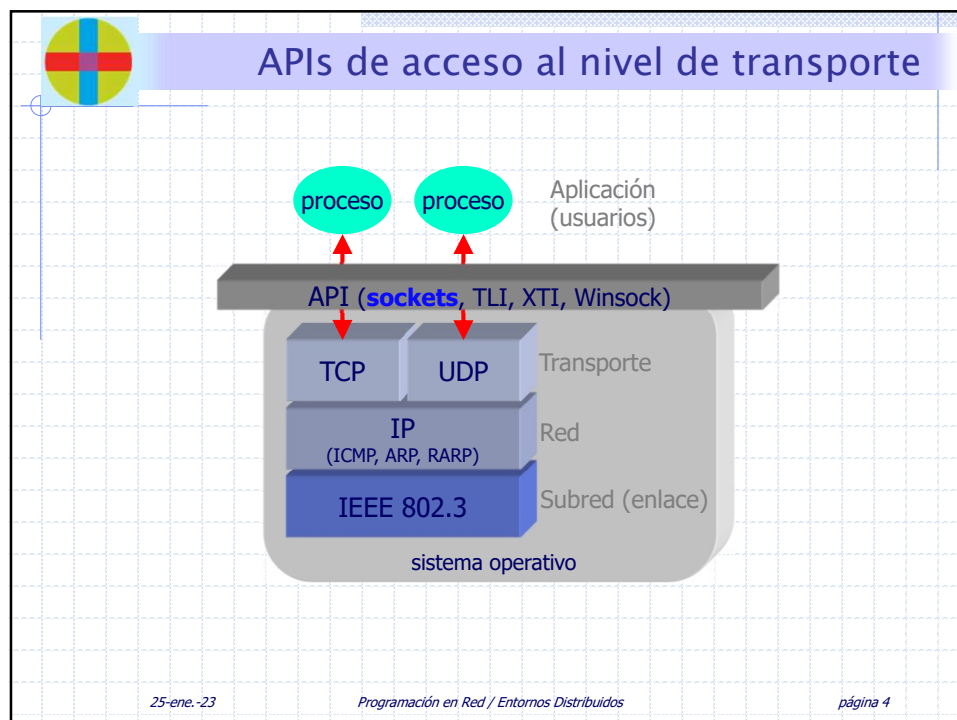 APIs de acceso al nivel de transporte
proceso
proceso
Aplicación
(usuarios)
API (sockets, TLI, XTI, Winsock)
TCP
UDP
Transporte
IP
(ICMP, ARP, RARP)
Red
IEEE 802.3
Subred (enlace)
sistema operativo
25-ene.-23
Programación en Red / Entornos Distribuidos
página 4